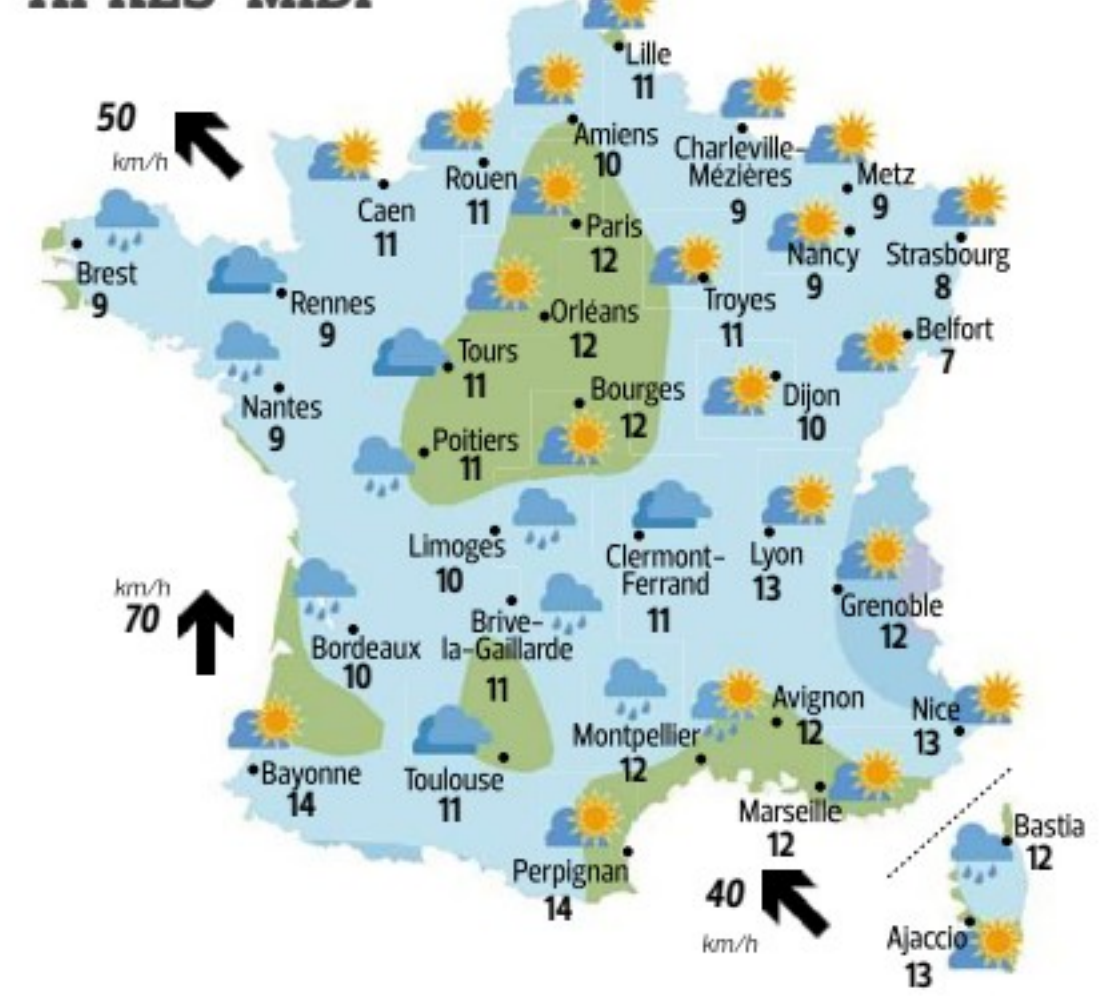 APRÈS-MIDI
Lille
11
50
km/h
Amiens
10
Charleville-
Mézières
9
Metz
9
Rouen
11
Caen
11
Paris
12
Nancy
9
Strasbourg
8
Brest
9
Rennes
9
Orléans
12
Troyes
11
Belfort
7
Tours
11
Bourges
12
Dijon
10
Nantes
9
Poitiers
11
Limoges
10
Clermont-
Ferrand
11
Lyon
13
km/h
70
Grenoble
12
Brive-
la-Gaillarde
11
Bordeaux
10
Avignon
12
Nice
13
Montpellier
12
Bayonne
14
Toulouse
11
Marseille
12
Bastia
12
Perpignan
14
40
km/h
Ajaccio
13